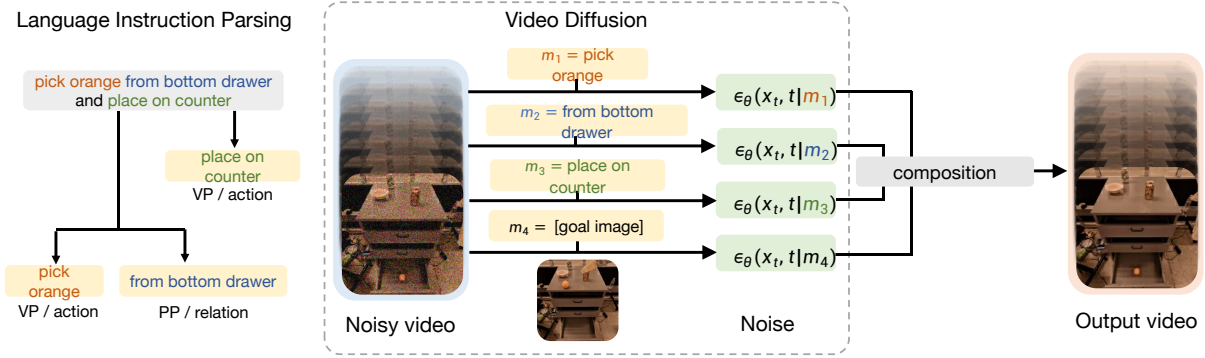 Language Instruction Parsing
pick orange from bottom drawer
and place on counter
place on
counter
VP / action
pick
orange
VP / action
from bottom drawer
PP / relation
Video Diffusion
Noisy video
m₁ = pick
orange
m₂ = from bottom
drawer
m₃ = place on
counter
m₄ = [goal image]
ϵθ(xₜ, t|m₁)
ϵθ(xₜ, t|m₂)
ϵθ(xₜ, t|m₃)
ϵθ(xₜ, t|m₄)
Noise
composition
Output video